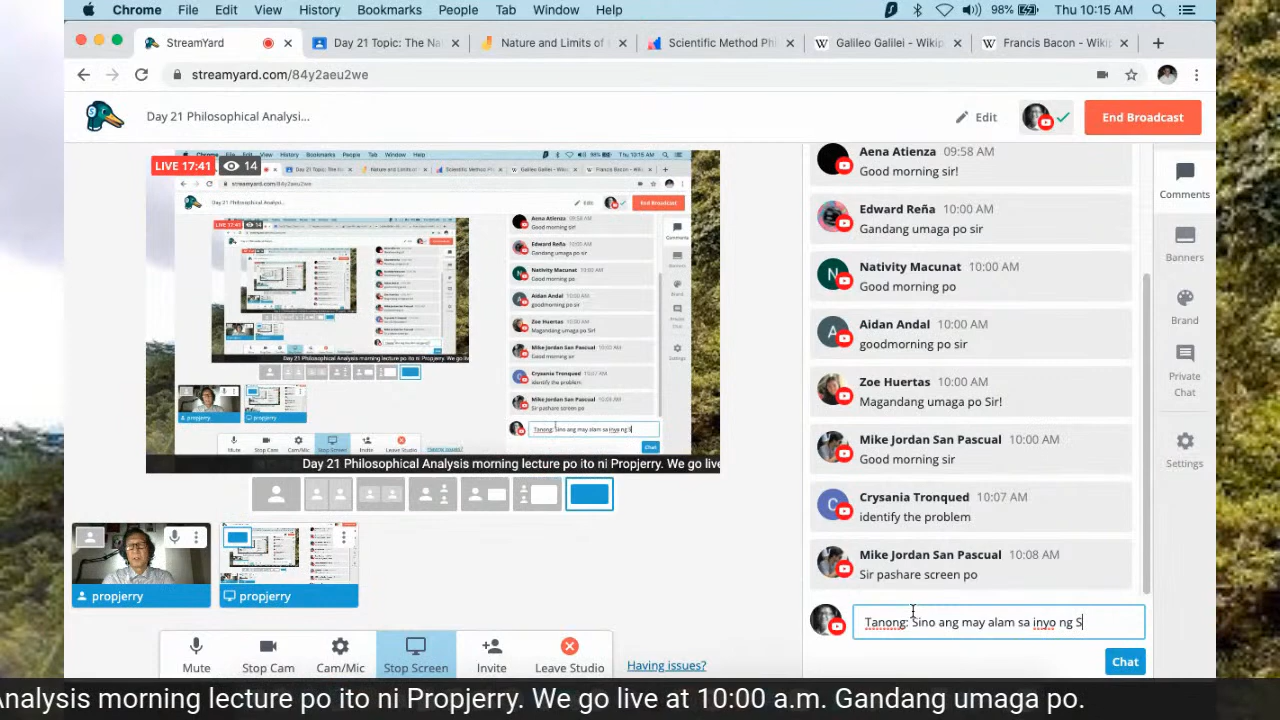 Chrome File Edit View History Bookmarks People Tab Window Help 98% Thu 10:15 AM
StreamYard Day 21 Topic: The Na Nature and Limits of Scientific Method Phi Galileo Galilei - Wikip Francis Bacon - Wikip
streamyard.com/84y2aeu2we
Day 21 Philosophical Analysi... Edit End Broadcast
LIVE 17:41 14
Aena Atienza 09:58 AM
Good morning sir!
Edward Reña 10:00 AM
Gandang umaga po sir
Nativity Macunat 10:00 AM
Good morning po
Aidan Andal 10:00 AM
goodmorning po sir
Zoe Huertas 10:00 AM
Magandang umaga po Sir!
Mike Jordan San Pascual 10:00 AM
Good morning sir
Crysania Tronqued 10:07 AM
identify the problem
Mike Jordan San Pascual 10:08 AM
Sir pashare screen po
Tanong: Sino ang may alam sa inyo ng S
Chat
Comments
Banners
Brand
Private
Chat
Settings
Day 21 Philosophical Analysis morning lecture po ito ni Propjerry. We go live
propjerry
propjerry
Mute Stop Cam Cam/Mic Stop Screen Invite Leave Studio Having issues?
Analysis morning lecture po ito ni Propjerry. We go live at 10:00 a.m. Gandang umaga po.